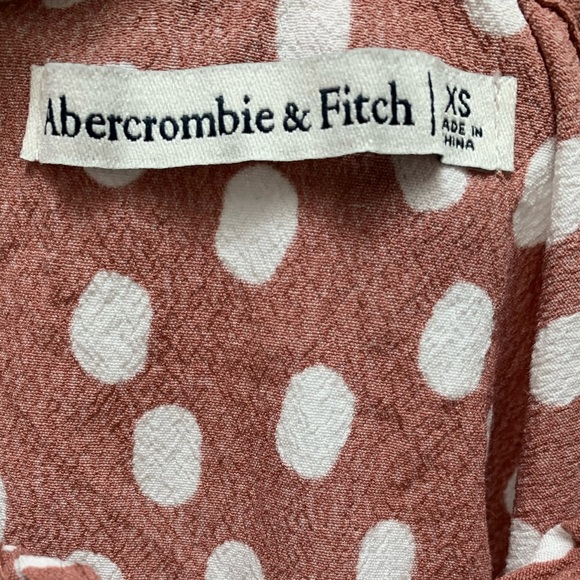 Abercrombie & Fitch | XS
ADE IN
HINA